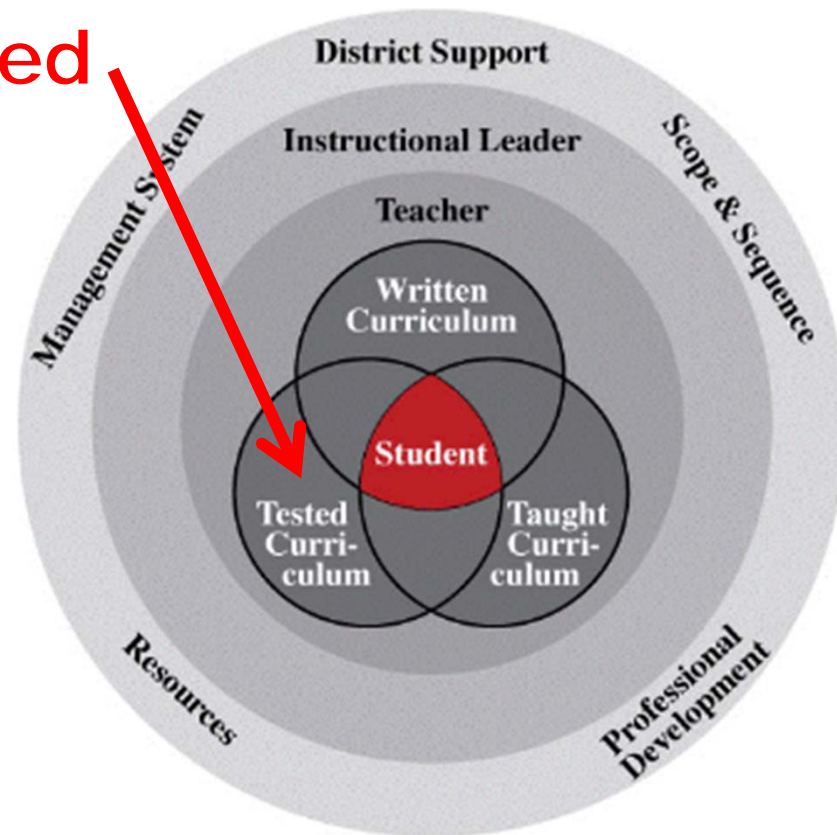 ed
District Support
Instructional Leader
Teacher
Management System
Scope & Sequence
Written
Curriculum
Student
Tested
Curri-
culum
Taught
Curri-
culum
Resources
Professional
Development